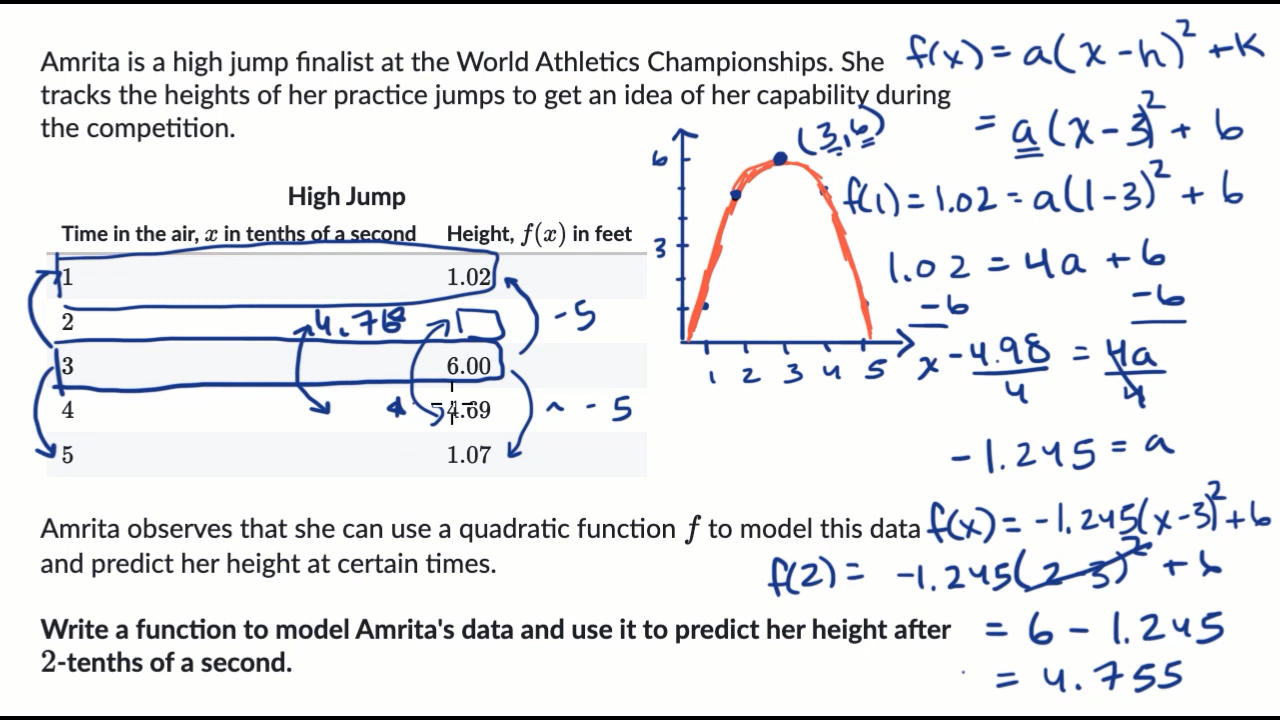 Amrita is a high jump finalist at the World Athletics Championships. She
tracks the heights of her practice jumps to get an idea of her capability during
the competition.
High Jump
Time in the air, x in tenths of a second Height, f(x) in feet
1 1.02
2 4.76
3 6.00
4 4.69
5 1.07
-5
~ -5
(3,6)
6
3
1 2 3 4 5 x
f(x) = a(x-h)² + k
= a(x-3)² + 6
f(1) = 1.02 = a(1-3)² + 6
1.02 = 4a + 6
-6 -6
-4.98 = 4a
4 4
-1.245 = a
f(x) = -1.245(x-3)² + 6
f(2) = -1.245(2-3)² + 6
= 6 - 1.245
= 4.755
Amrita observes that she can use a quadratic function f to model this data
and predict her height at certain times.
Write a function to model Amrita's data and use it to predict her height after
2-tenths of a second.